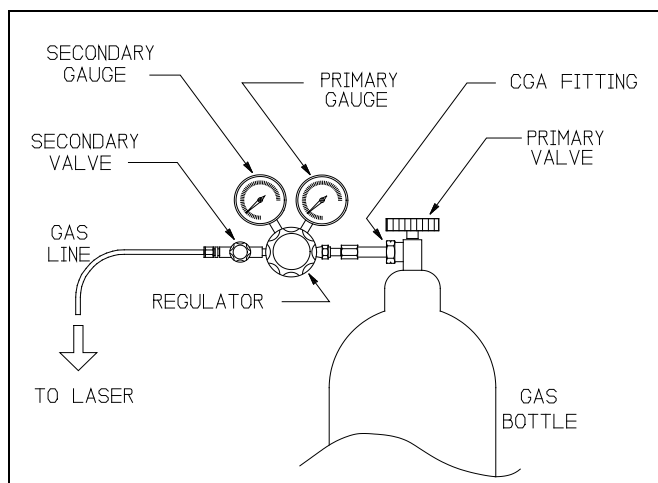 SECONDARY
GAUGE
PRIMARY
GAUGE
CGA FITTING
SECONDARY
VALVE
PRIMARY
VALVE
GAS
LINE
REGULATOR
TO LASER
GAS
BOTTLE